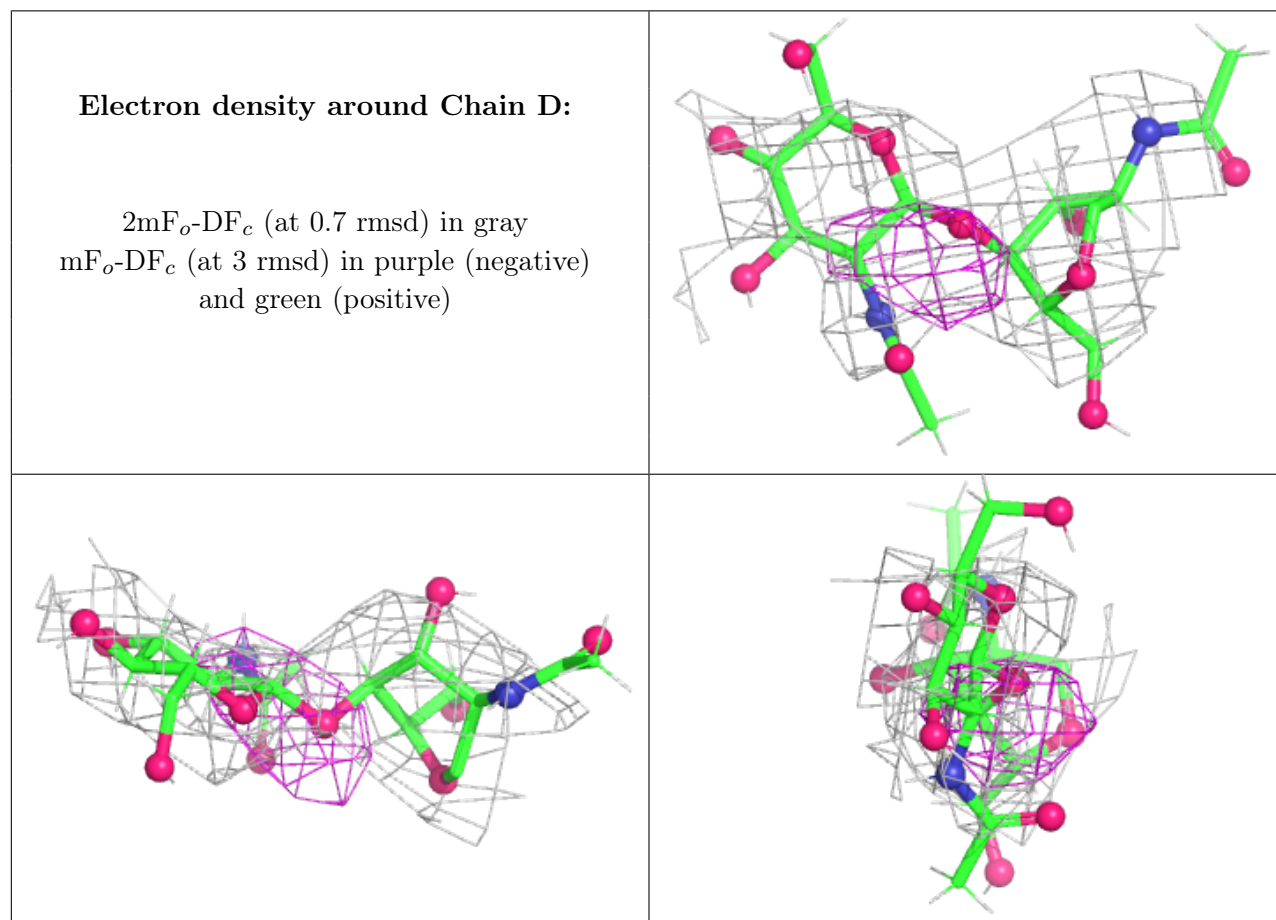 Electron density around Chain D:
2mFₒ-DF𝒸 (at 0.7 rmsd) in gray
mFₒ-DF𝒸 (at 3 rmsd) in purple (negative)
and green (positive)